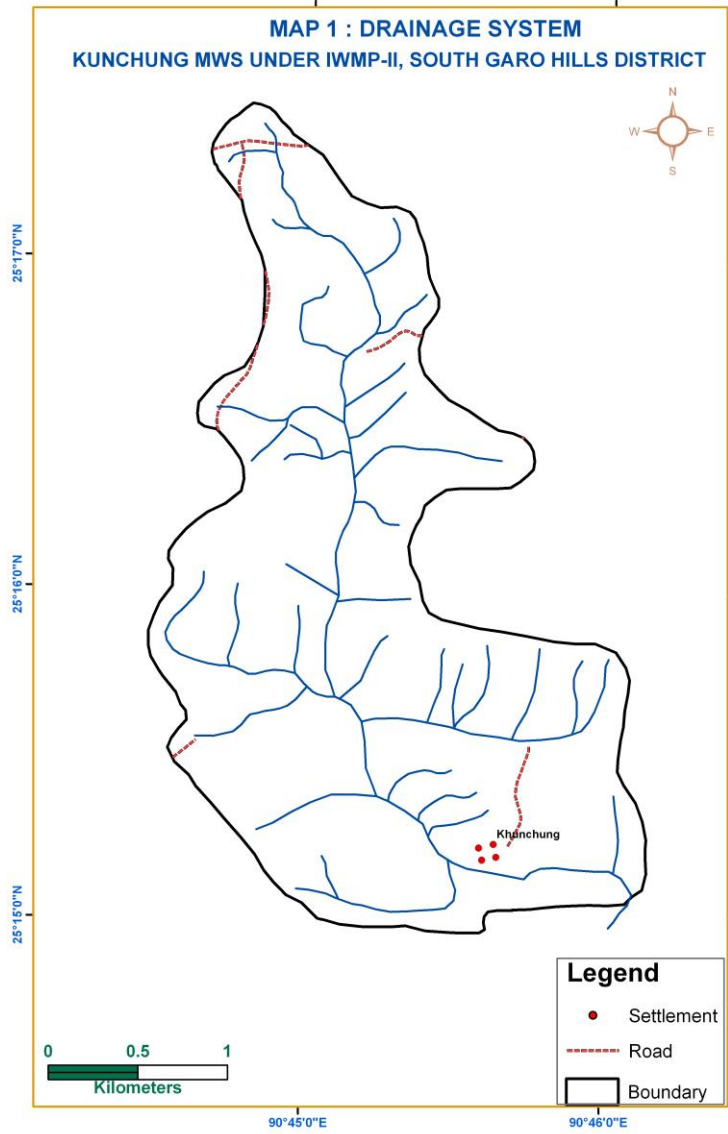 MAP 1 : DRAINAGE SYSTEM
KUNCHUNG MWS UNDER IWMP-II, SOUTH GARO HILLS DISTRICT
N
W E
S
25°17'0"N
25°16'0"N
Khunchung
25°15'0"N
Legend
Settlement
Road
Boundary
0 0.5 1
Kilometers
90°45'0"E 90°46'0"E